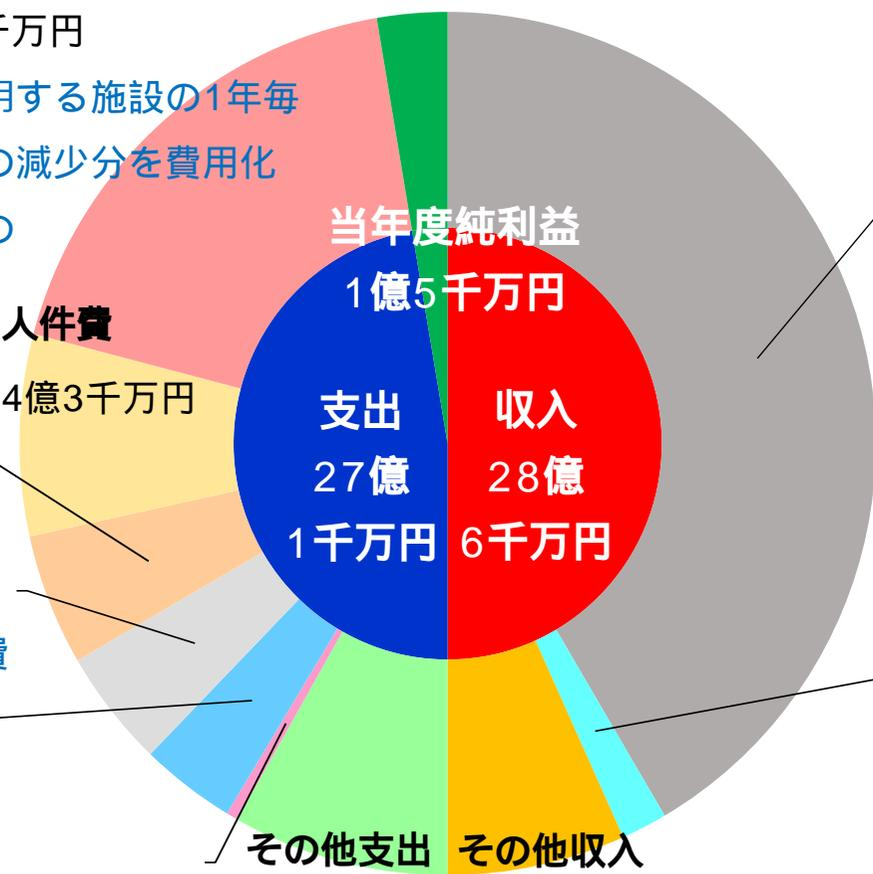 千万円
する施設の1年毎
の減少分を費用化
の
当年度純利益
1億5千万円
人件費
4億3千万円
支出
27億
1千万円
収入
28億
6千万円
費
その他支出
その他収入